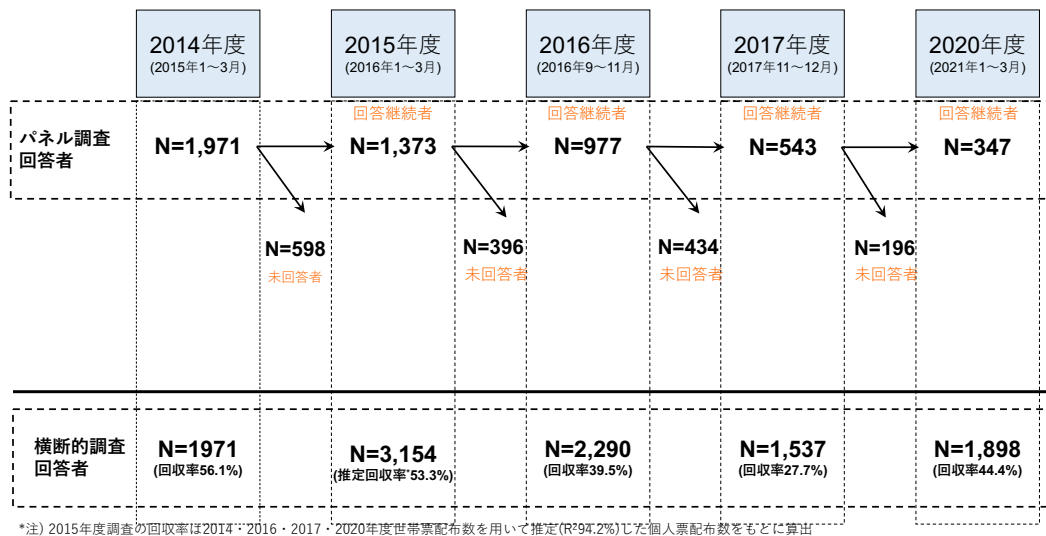 2014年度
(2015年1～3月)
2015年度
(2016年1～3月)
2016年度
(2016年9～11月)
2017年度
(2017年11～12月)
2020年度
(2021年1～3月)
パネル調査
回答者
N=1,971
回答継続者
N=1,373
回答継続者
N=977
回答継続者
N=543
回答継続者
N=347
N=598
未回答者
N=396
未回答者
N=434
未回答者
N=196
未回答者
横断的調査
回答者
N=1971
(回収率56.1%)
N=3,154
(推定回収率*53.3%)
N=2,290
(回収率39.5%)
N=1,537
(回収率27.7%)
N=1,898
(回収率44.4%)
*注) 2015年度調査の回収率は2014・2016・2017・2020年度世帯票配布数を用いて推定(R²94.2%)した個人票配布数をもとに算出